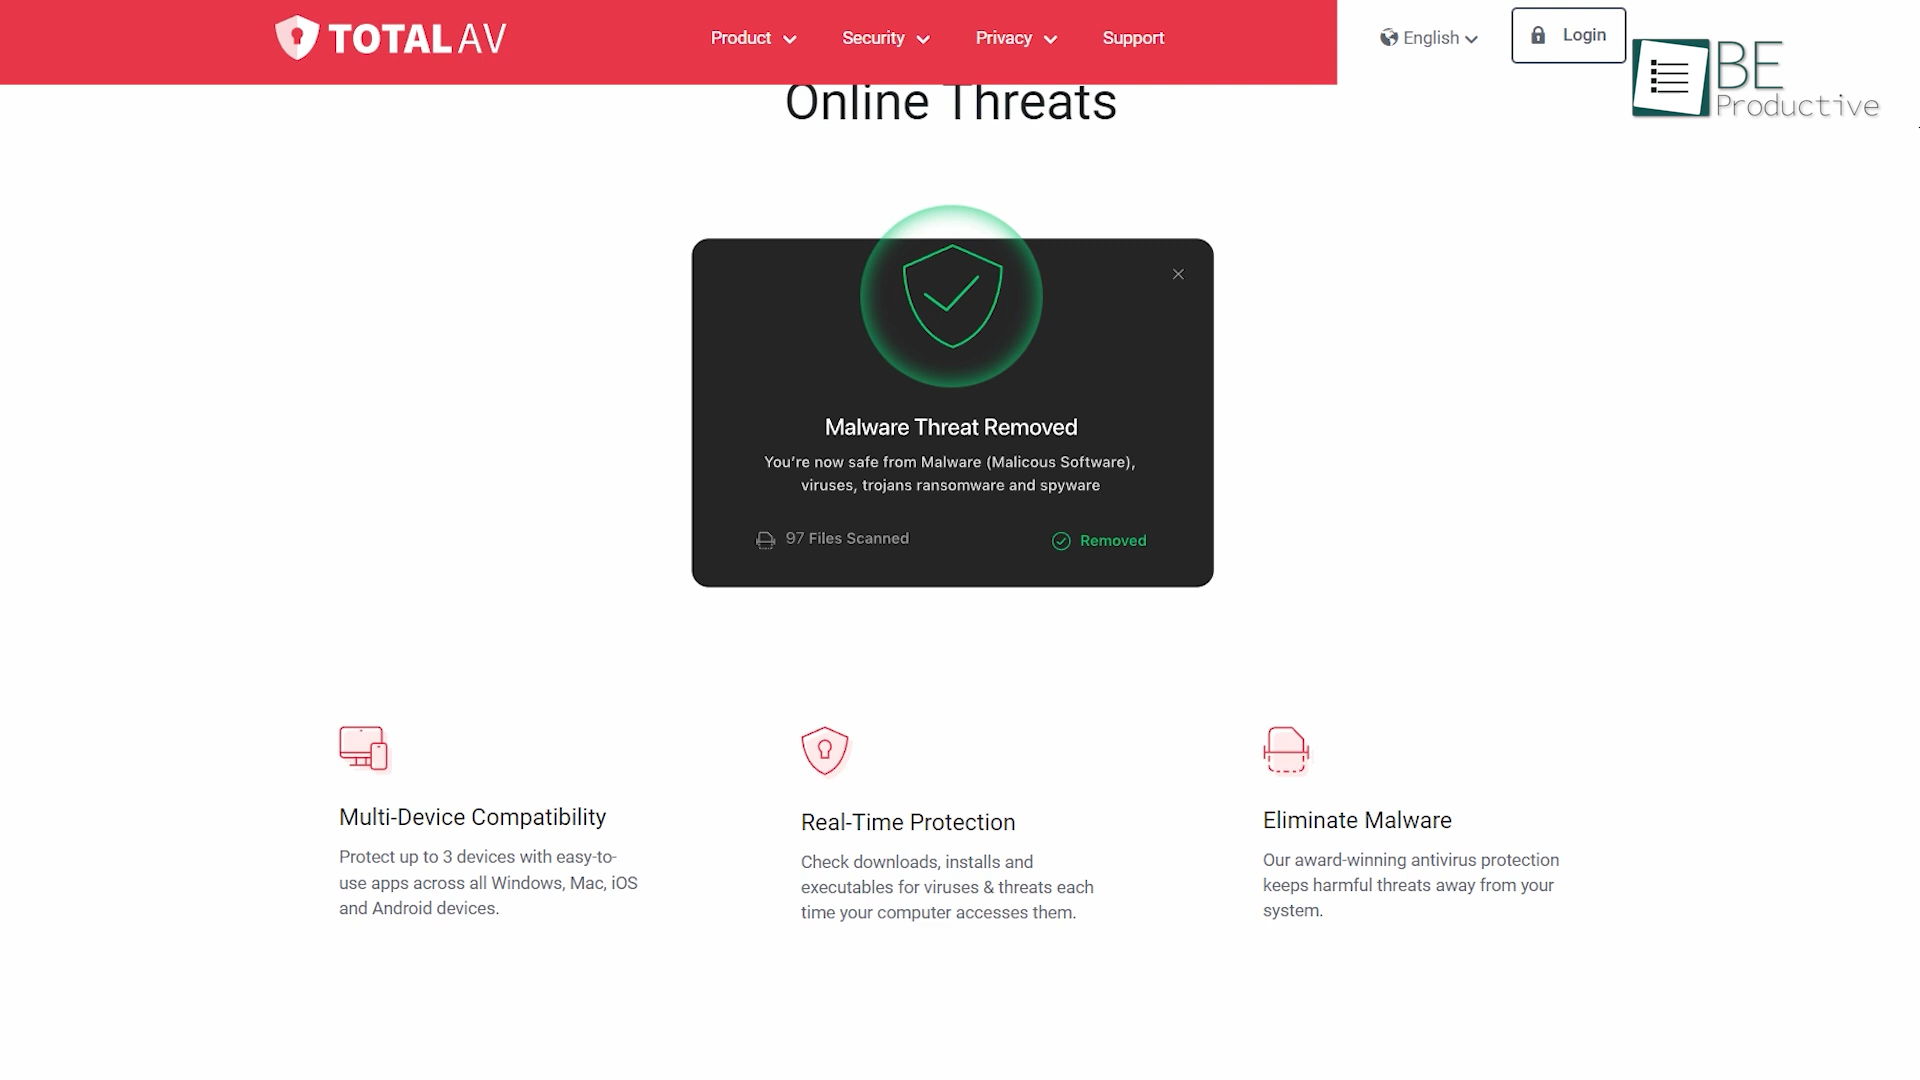 TOTAL AV
Product
Security
Privacy
Support
English
Login
BE
Productive
Online Threats
Malware Threat Removed
You're now safe from Malware (Malicous Software),
viruses, trojans ransomware and spyware
97 Files Scanned
Removed
Multi-Device Compatibility
Protect up to 3 devices with easy-to-
use apps across all Windows, Mac, iOS
and Android devices.
Real-Time Protection
Check downloads, installs and
executables for viruses & threats each
time your computer accesses them.
Eliminate Malware
Our award-winning antivirus protection
keeps harmful threats away from your
system.